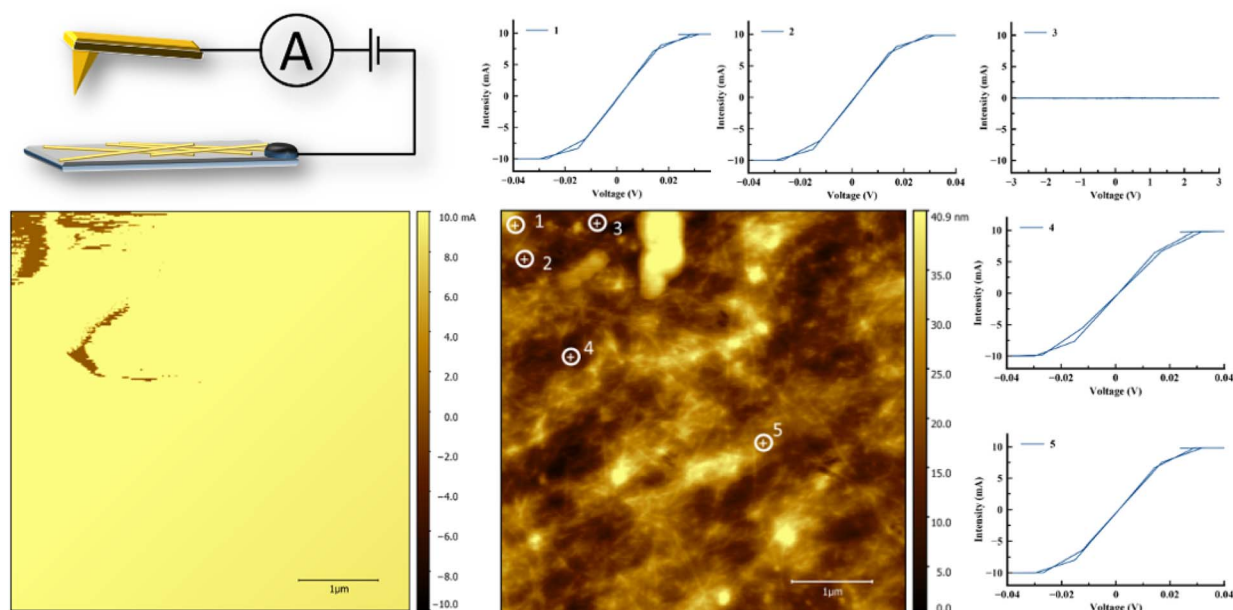 A
1
Intensity (mA)
10
5
0
−5
−10
−0.04 −0.02 0 0.02
Voltage (V)
2
Intensity (mA)
10
5
0
−5
−10
−0.04 −0.02 0 0.02 0.04
Voltage (V)
3
Intensity (mA)
10
5
0
−5
−10
−3 −2 −1 0 1 2 3
Voltage (V)
10.0 mA
8.0
6.0
4.0
2.0
0.0
−2.0
−4.0
−6.0
−8.0
−10.0
1µm
1
2
3
4
5
1µm
40.9 nm
35.0
30.0
25.0
20.0
15.0
10.0
5.0
0.0
4
Intensity (mA)
10
5
0
−5
−10
−0.04 −0.02 0 0.02 0.04
Voltage (V)
5
Intensity (mA)
10
5
0
−5
−10
−0.04 −0.02 0 0.02 0.04
Voltage (V)